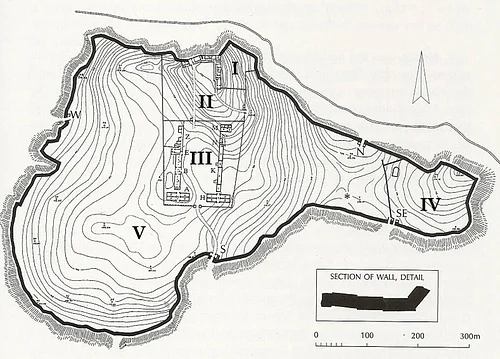 I
II
W
N
III
IV
V
SE
S
K
A
H
SECTION OF WALL, DETAIL
0 100 200 300m